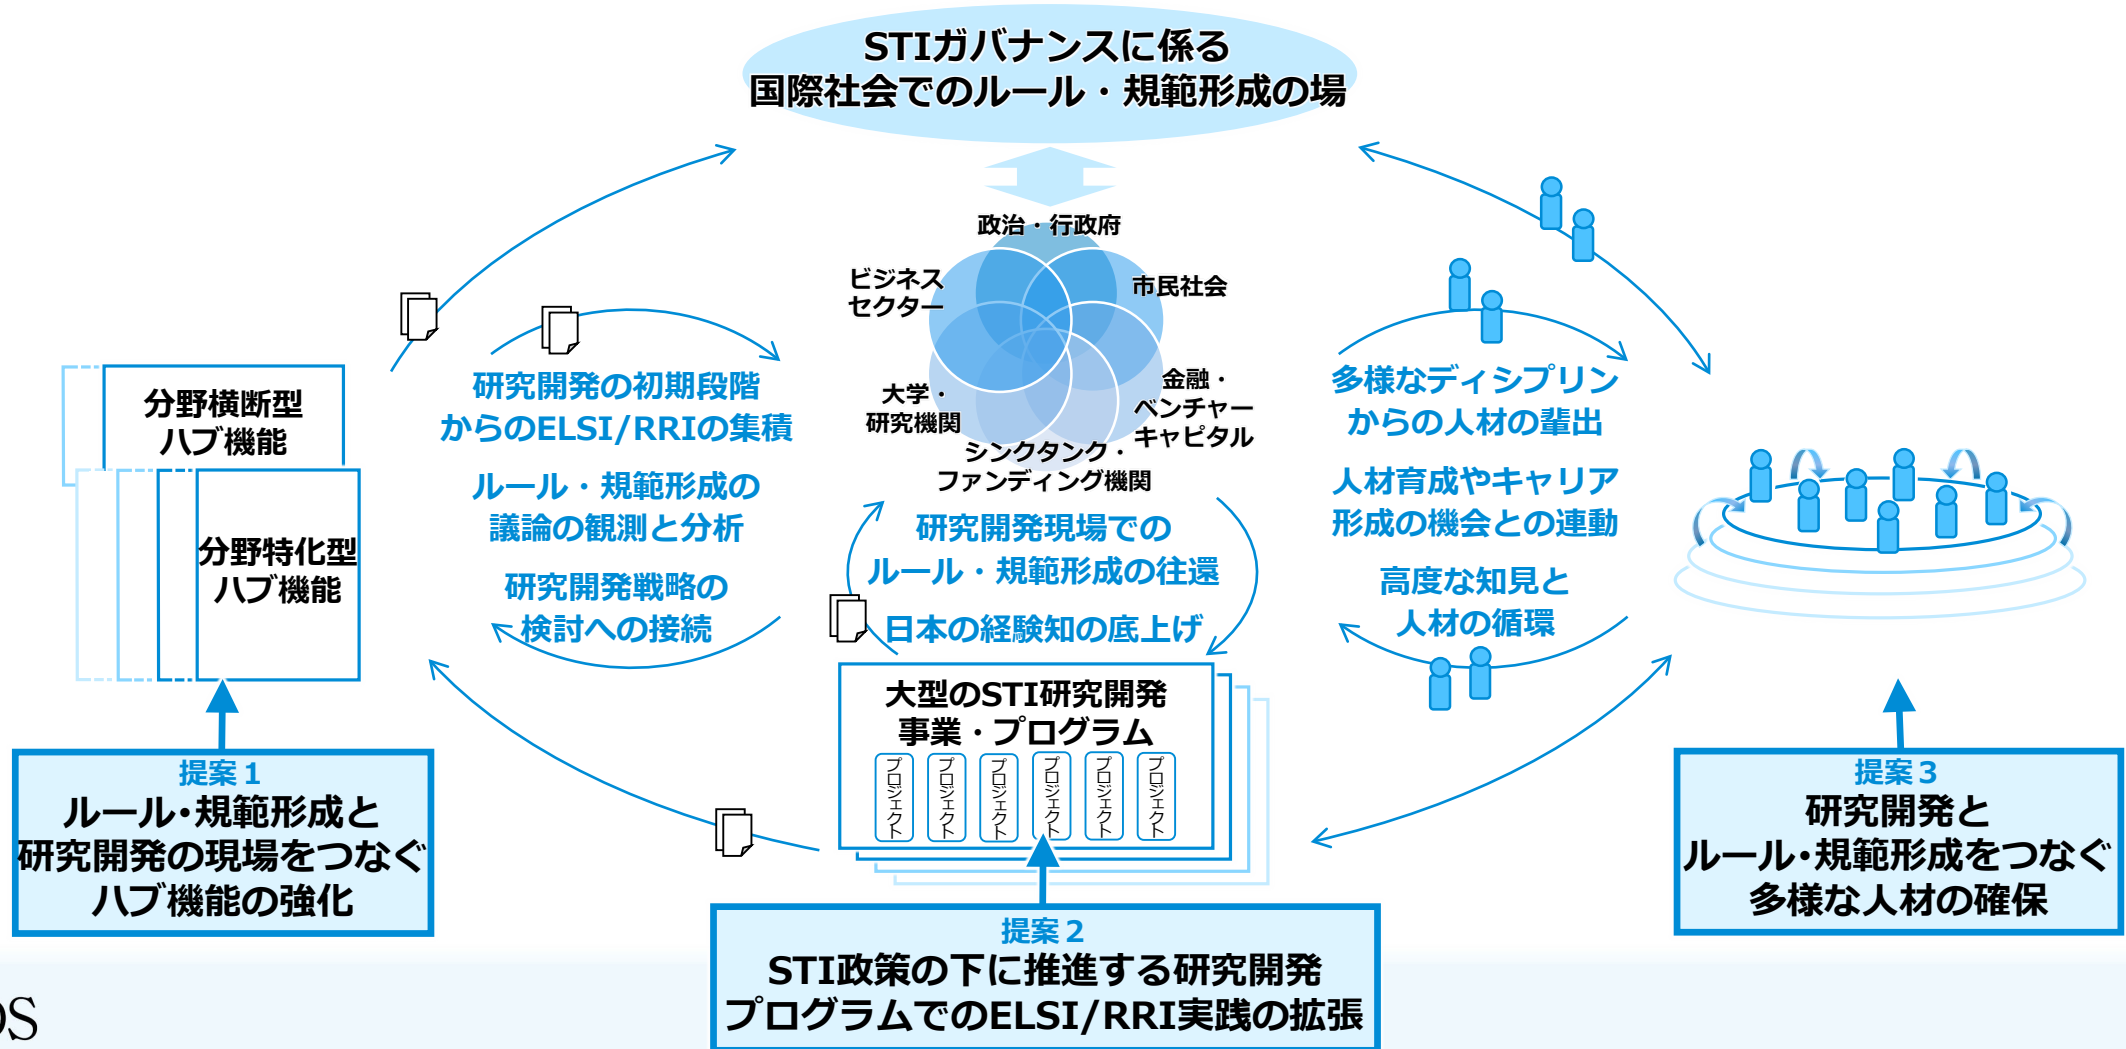 STIガバナンスに係る
国際社会でのルール・規範形成の場
政治・行政府
ビジネス
セクター
市民社会
大学・
研究機関
金融・
ベンチャー
キャピタル
シンクタンク・
ファンディング機関
分野横断型
ハブ機能
分野特化型
ハブ機能
研究開発の初期段階
からのELSI/RRIの集積
ルール・規範形成の
議論の観測と分析
研究開発戦略の
検討への接続
研究開発現場での
ルール・規範形成の往還
日本の経験知の底上げ
多様なディシプリン
からの人材の輩出
人材育成やキャリア
形成の機会との連動
高度な知見と
人材の循環
大型のSTI研究開発
事業・プログラム
プロジェクト
プロジェクト
プロジェクト
プロジェクト
プロジェクト
プロジェクト
提案１
ルール・規範形成と
研究開発の現場をつなぐ
ハブ機能の強化
提案２
STI政策の下に推進する研究開発
プログラムでのELSI/RRI実践の拡張
提案３
研究開発と
ルール・規範形成をつなぐ
多様な人材の確保